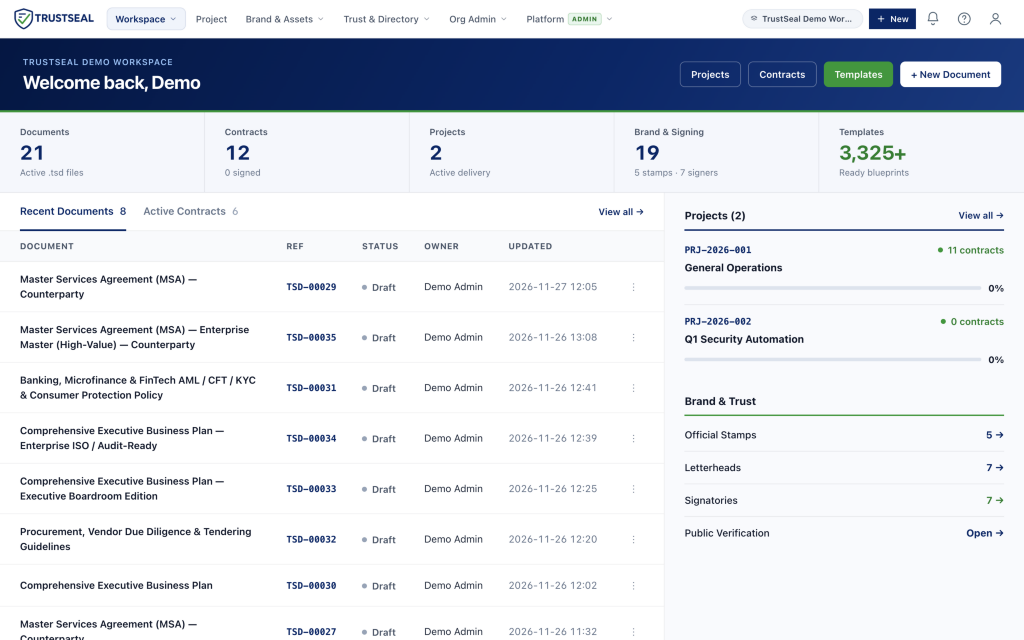 TRUSTSEAL
Workspace
Project
Brand & Assets
Trust & Directory
Org Admin
Platform ADMIN
TrustSeal Demo Wor...
+ New
TRUSTSEAL DEMO WORKSPACE
Welcome back, Demo
Projects
Contracts
Templates
+ New Document
Documents
21
Active .tsd files
Contracts
12
0 signed
Projects
2
Active delivery
Brand & Signing
19
5 stamps · 7 signers
Templates
3,325+
Ready blueprints
Recent Documents 8
Active Contracts 6
View all →
DOCUMENT REF STATUS OWNER UPDATED
Master Services Agreement (MSA) —
Counterparty
TSD-00029 Draft Demo Admin 2026-11-27 12:05
Master Services Agreement (MSA) — Enterprise
Master (High-Value) — Counterparty
TSD-00035 Draft Demo Admin 2026-11-26 13:08
Banking, Microfinance & FinTech AML / CFT / KYC
& Consumer Protection Policy
TSD-00031 Draft Demo Admin 2026-11-26 12:41
Comprehensive Executive Business Plan —
Enterprise ISO / Audit-Ready
TSD-00034 Draft Demo Admin 2026-11-26 12:39
Comprehensive Executive Business Plan —
Executive Boardroom Edition
TSD-00033 Draft Demo Admin 2026-11-26 12:25
Procurement, Vendor Due Diligence & Tendering
Guidelines
TSD-00032 Draft Demo Admin 2026-11-26 12:20
Comprehensive Executive Business Plan
TSD-00030 Draft Demo Admin 2026-11-26 12:02
Master Services Agreement (MSA) —
Counterparty
TSD-00027 Draft Demo Admin 2026-11-26 11:32
Projects (2)
View all →
PRJ-2026-001
11 contracts
General Operations
0%
PRJ-2026-002
0 contracts
Q1 Security Automation
0%
Brand & Trust
Official Stamps 5 →
Letterheads 7 →
Signatories 7 →
Public Verification Open →